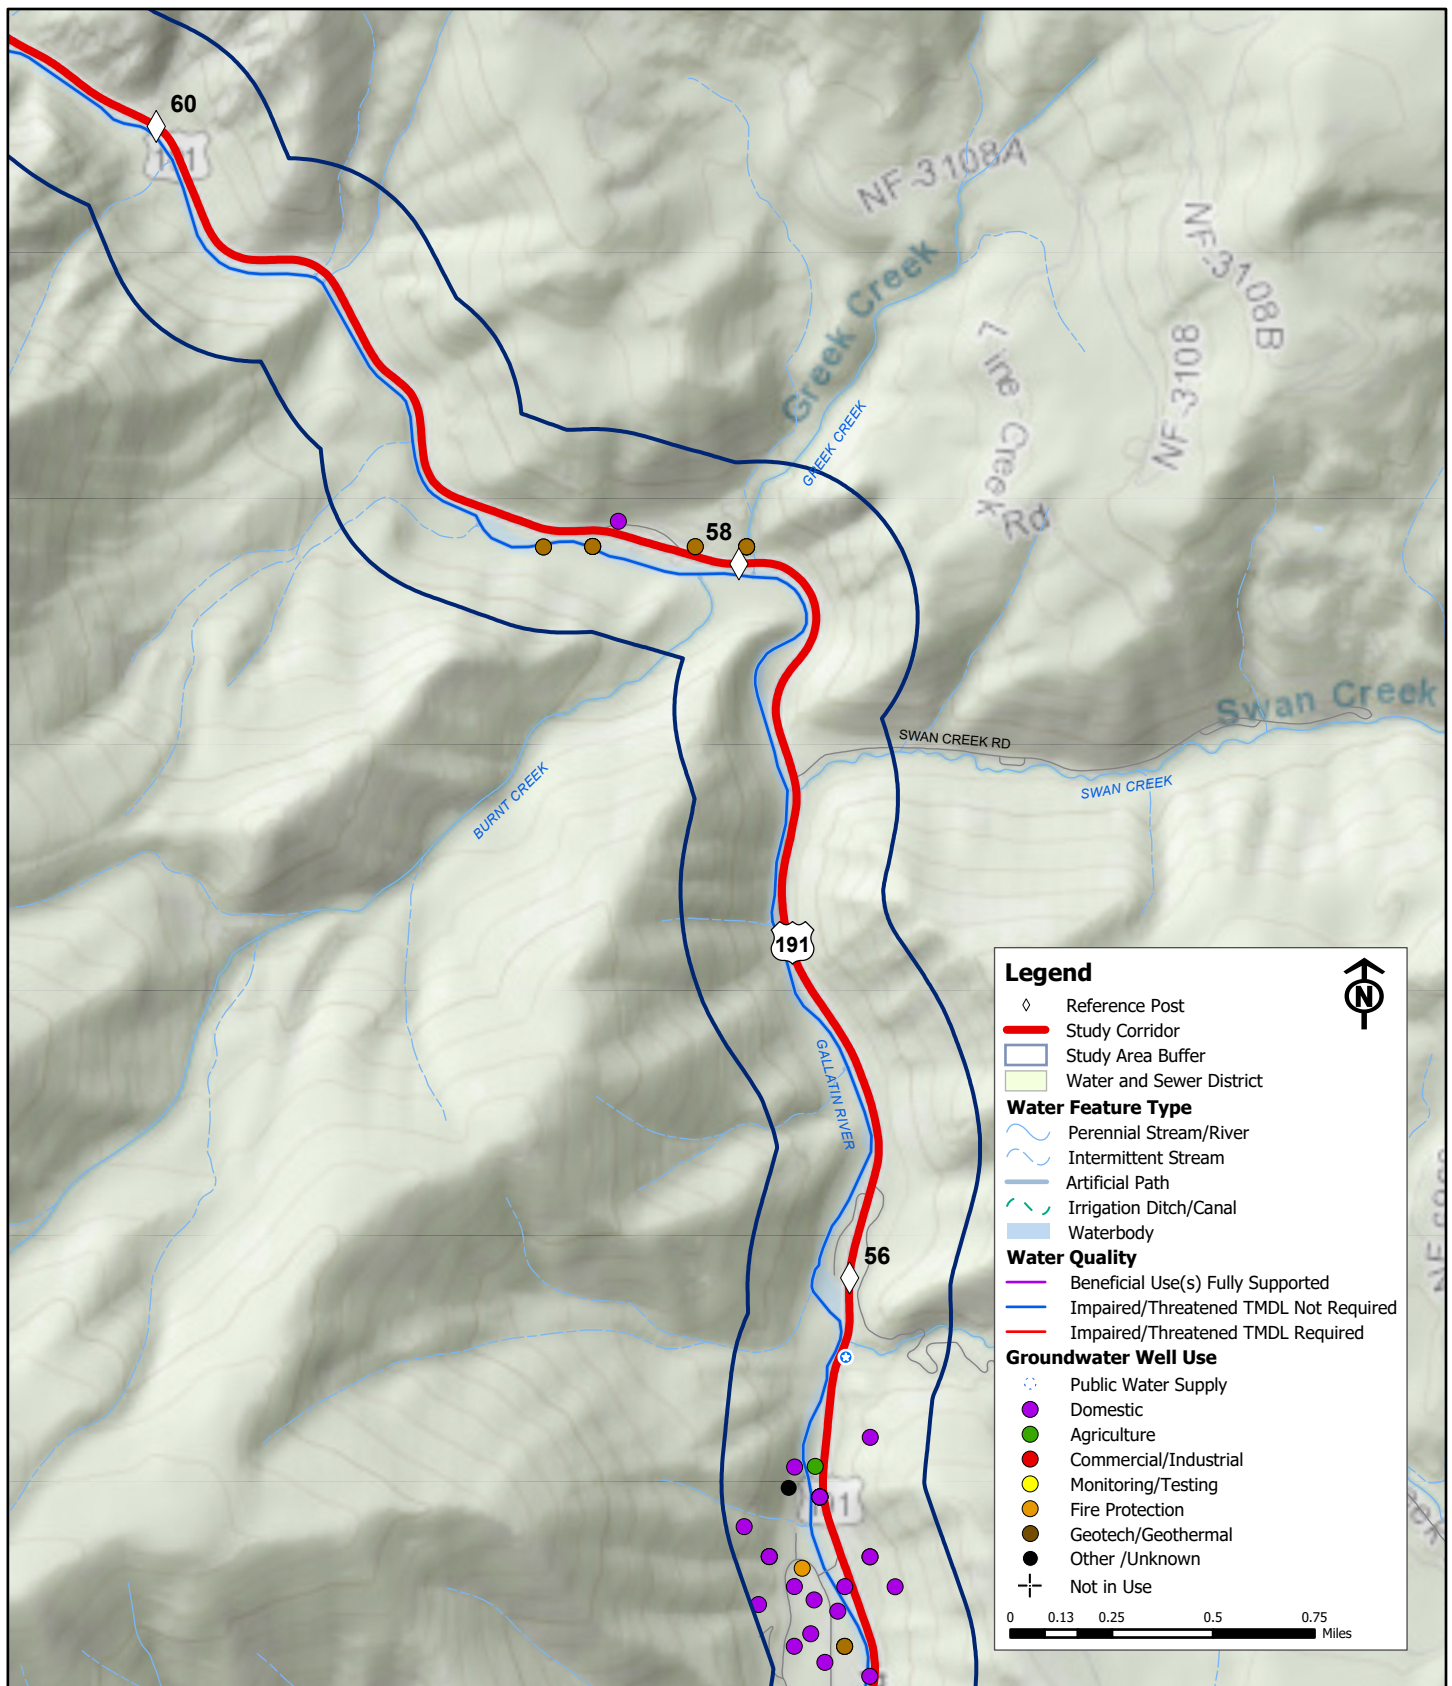 60
NF-3108A
NF-3108B
Greek Creek
NF-3108
GREEK CREEK
Creek
Rd
58
Swan Creek
SWAN CREEK RD
SWAN CREEK
BURNT CREEK
191
GALLATIN RIVER
56
Legend
N
Reference Post
Study Corridor
Study Area Buffer
Water and Sewer District
Water Feature Type
Perennial Stream/River
Intermittent Stream
Artificial Path
Irrigation Ditch/Canal
Waterbody
Water Quality
Beneficial Use(s) Fully Supported
Impaired/Threatened TMDL Not Required
Impaired/Threatened TMDL Required
Groundwater Well Use
Public Water Supply
Domestic
Agriculture
Commercial/Industrial
Monitoring/Testing
Fire Protection
Geotech/Geothermal
Other /Unknown
Not in Use
0 0.13 0.25 0.5 0.75
Miles